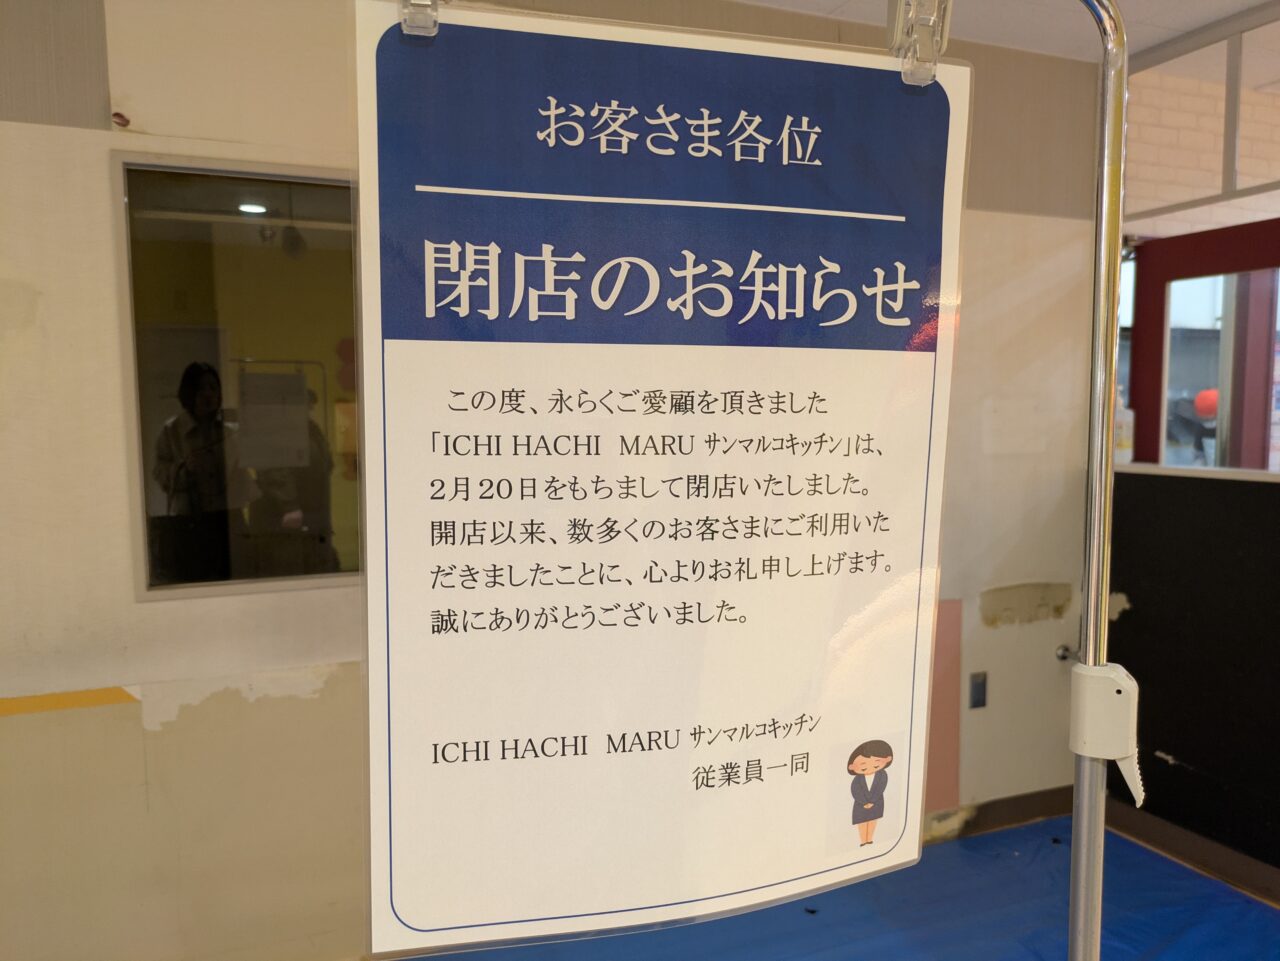 お客さま各位
閉店のお知らせ
この度、永らくご愛顧を頂きました
「ICHI HACHI　MARU サンマルコキッチン」は、
２月２０日をもちまして閉店いたしました。
開店以来、数多くのお客さまにご利用いた
だきましたことに、心よりお礼申し上げます。
誠にありがとうございました。
ICHI HACHI　MARU サンマルコキッチン
従業員一同